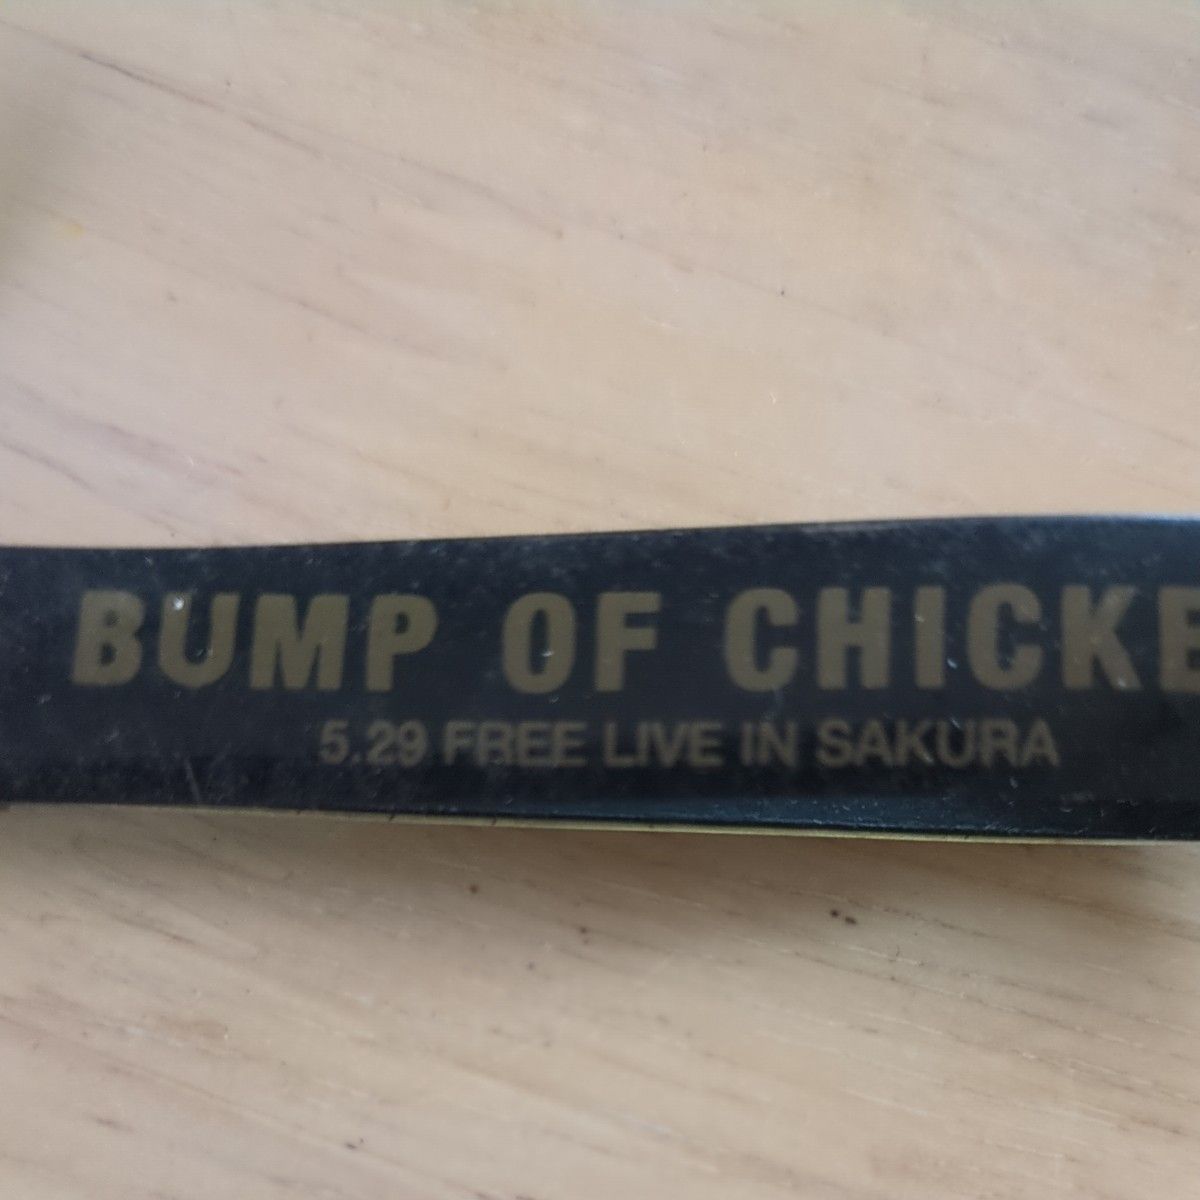 BUMP OF CHICKE
5.29 FREE LIVE IN SAKURA